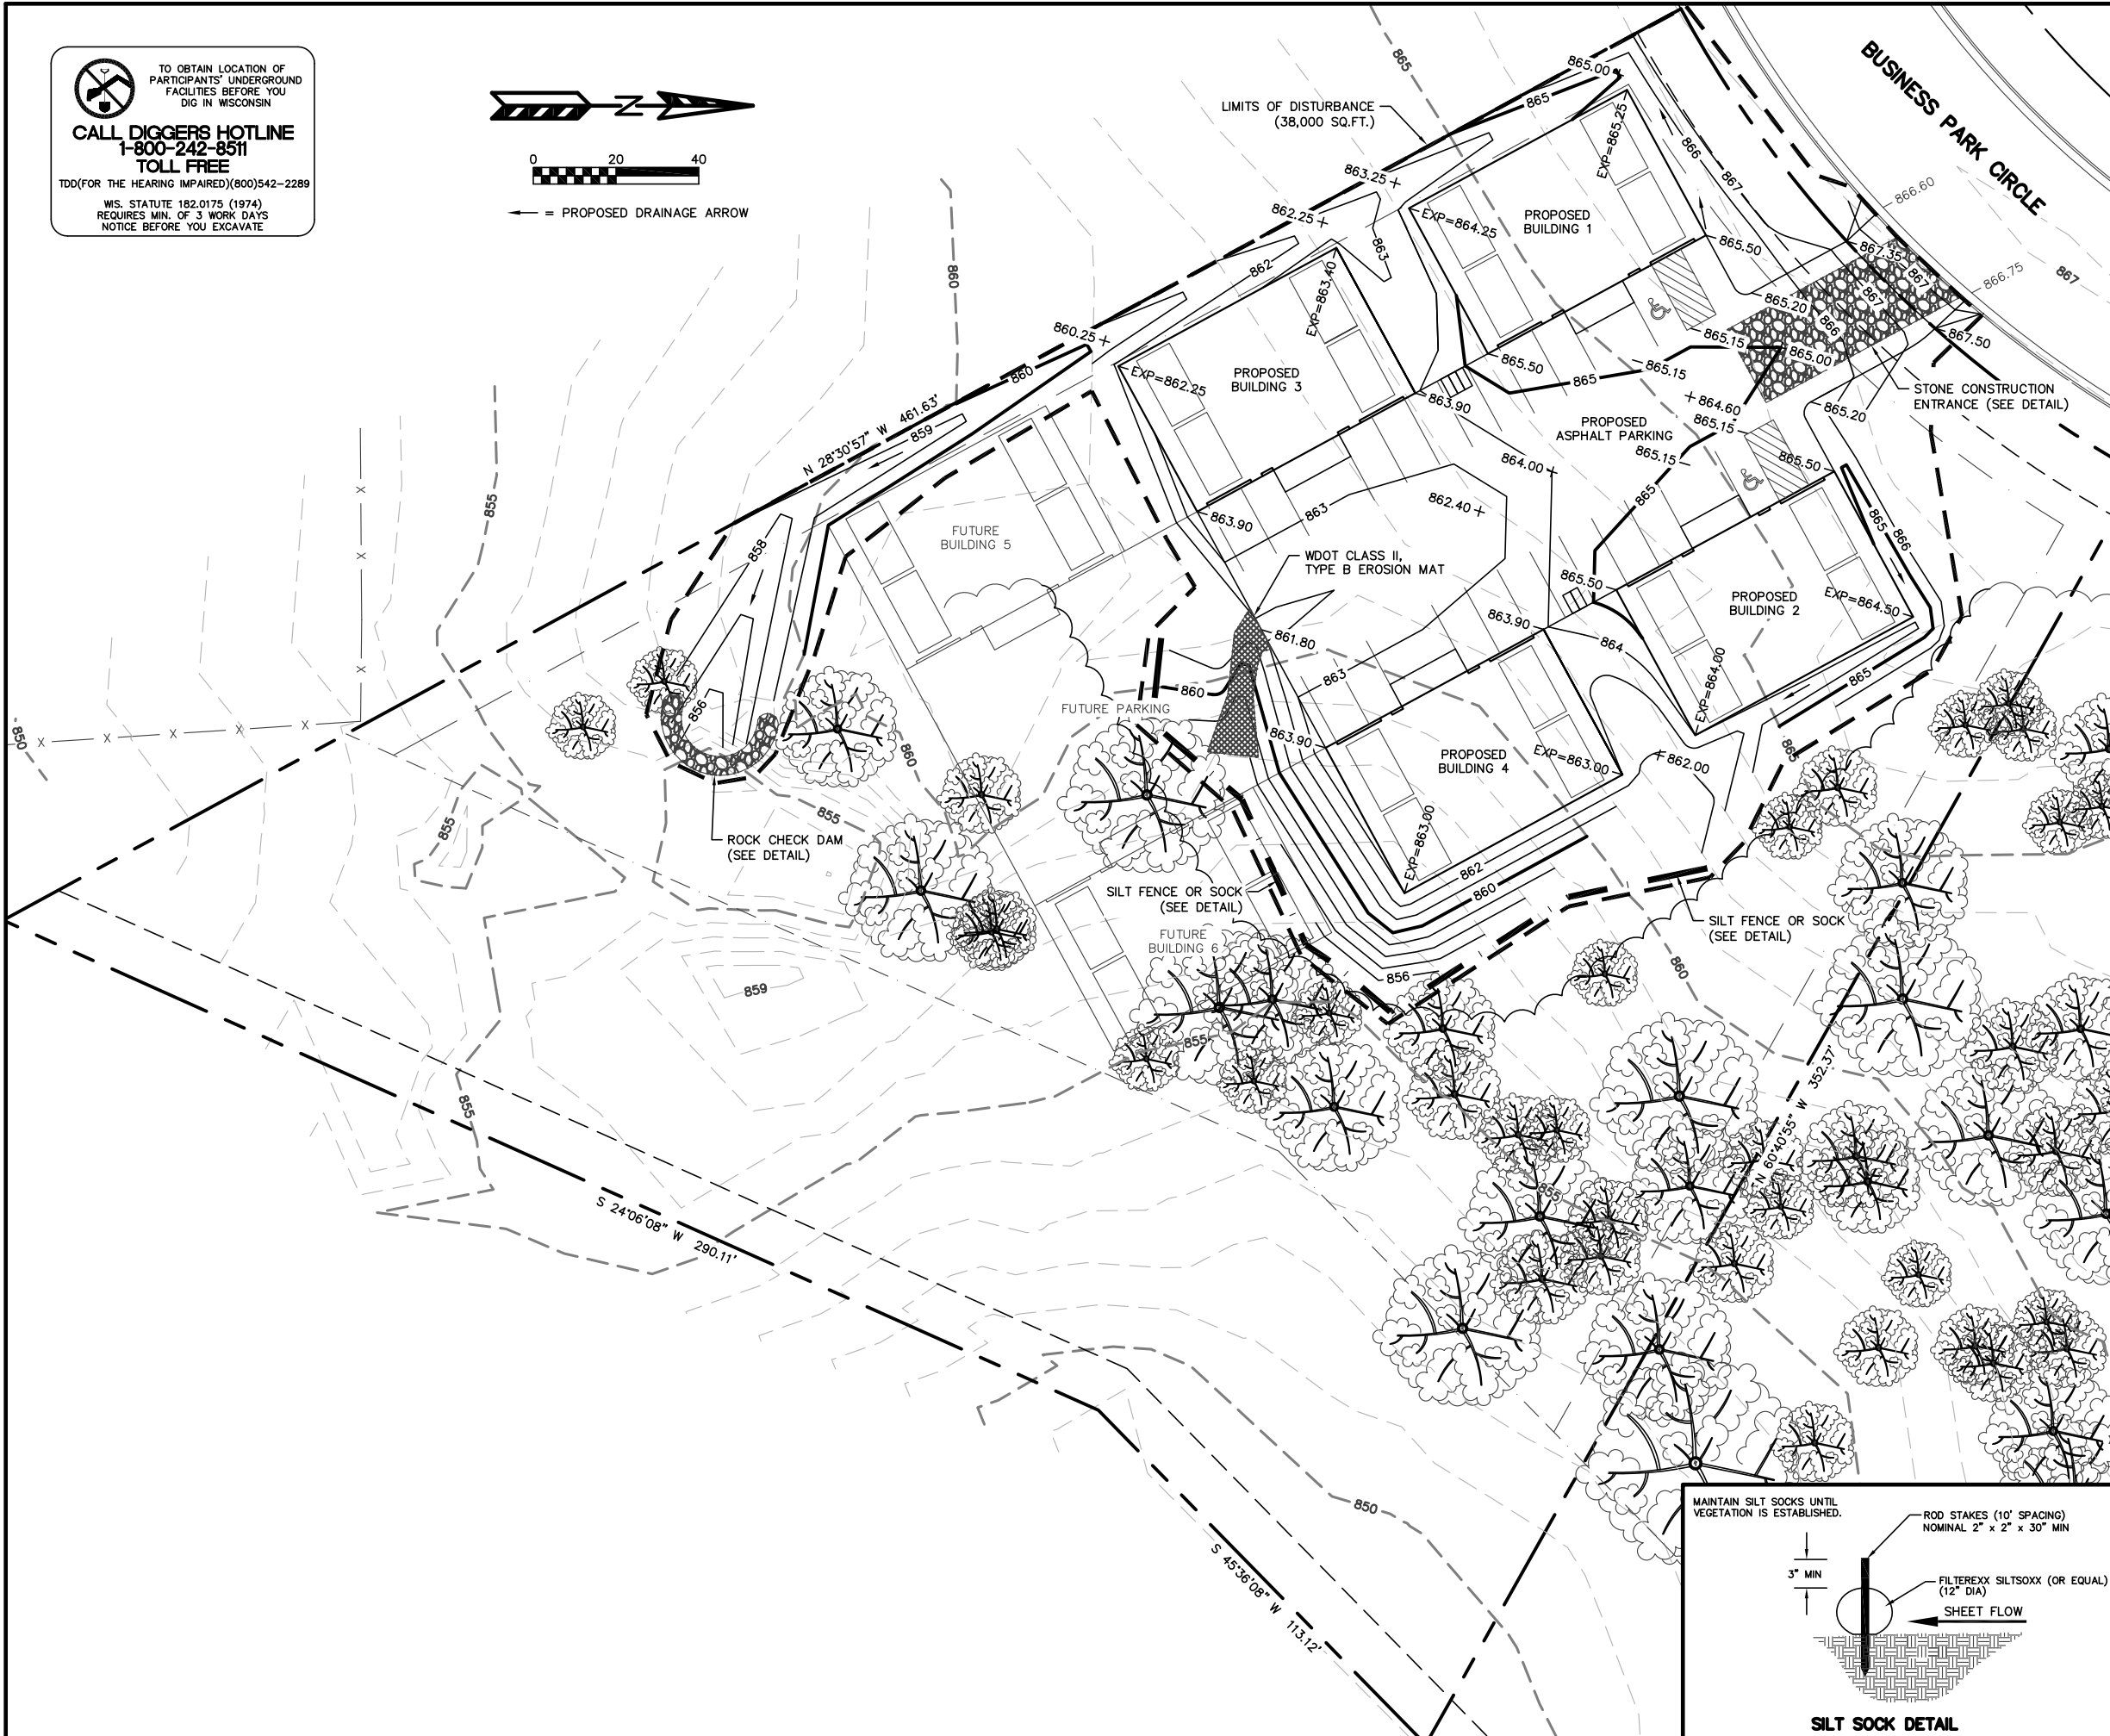 TO OBTAIN LOCATION OF
PARTICIPANTS' UNDERGROUND
FACILITIES BEFORE YOU
DIG IN WISCONSIN
CALL DIGGERS HOTLINE
1-800-242-8511
TOLL FREE
TDD(FOR THE HEARING IMPAIRED)(800)542-2289
WIS. STATUTE 182.0175 (1974)
REQUIRES MIN. OF 3 WORK DAYS
NOTICE BEFORE YOU EXCAVATE
Z
0 20 40
= PROPOSED DRAINAGE ARROW
LIMITS OF DISTURBANCE
(38,000 SQ.FT.)
BUSINESS PARK CIRCLE
865
865.00
865
EXP=865.25
866
867
866.60
863.25
862.25
863
EXP=864.25
PROPOSED
BUILDING 1
865.50
867.35
867
867
866.75
867
860
862
EXP=863.40
865.20
866
867.50
860.25
860
EXP=862.25
PROPOSED
BUILDING 3
865.50
865
865.15
865.15
865.00
864.60
STONE CONSTRUCTION
ENTRANCE (SEE DETAIL)
865.20
863.90
PROPOSED
ASPHALT PARKING
865.15
865.15
865.50
N 28°30'57" W 461.63'
859
855
864.00
862.40
865
863.90
863
858
FUTURE
BUILDING 5
WDOT CLASS II,
TYPE B EROSION MAT
865
866
865.50
PROPOSED
BUILDING 2
EXP=864.50
863.90
864
861.80
EXP=864.00
863
865
860
856
FUTURE PARKING
863.90
PROPOSED
BUILDING 4
EXP=863.00
862.00
865
850
860
855
855
ROCK CHECK DAM
(SEE DETAIL)
EXP=863.00
862
860
SILT FENCE OR SOCK
(SEE DETAIL)
SILT FENCE OR SOCK
(SEE DETAIL)
FUTURE
BUILDING 6
856
860
859
855
855
N 60°40'55" W 352.37'
855
S 24°06'08" W 290.11'
850
S 45°36'08" W 113.12'
MAINTAIN SILT SOCKS UNTIL
VEGETATION IS ESTABLISHED.
ROD STAKES (10' SPACING)
NOMINAL 2" x 2" x 30" MIN
3" MIN
FILTEREXX SILTSOXX (OR EQUAL)
(12" DIA)
SHEET FLOW
SILT SOCK DETAIL
X X X X X X X X